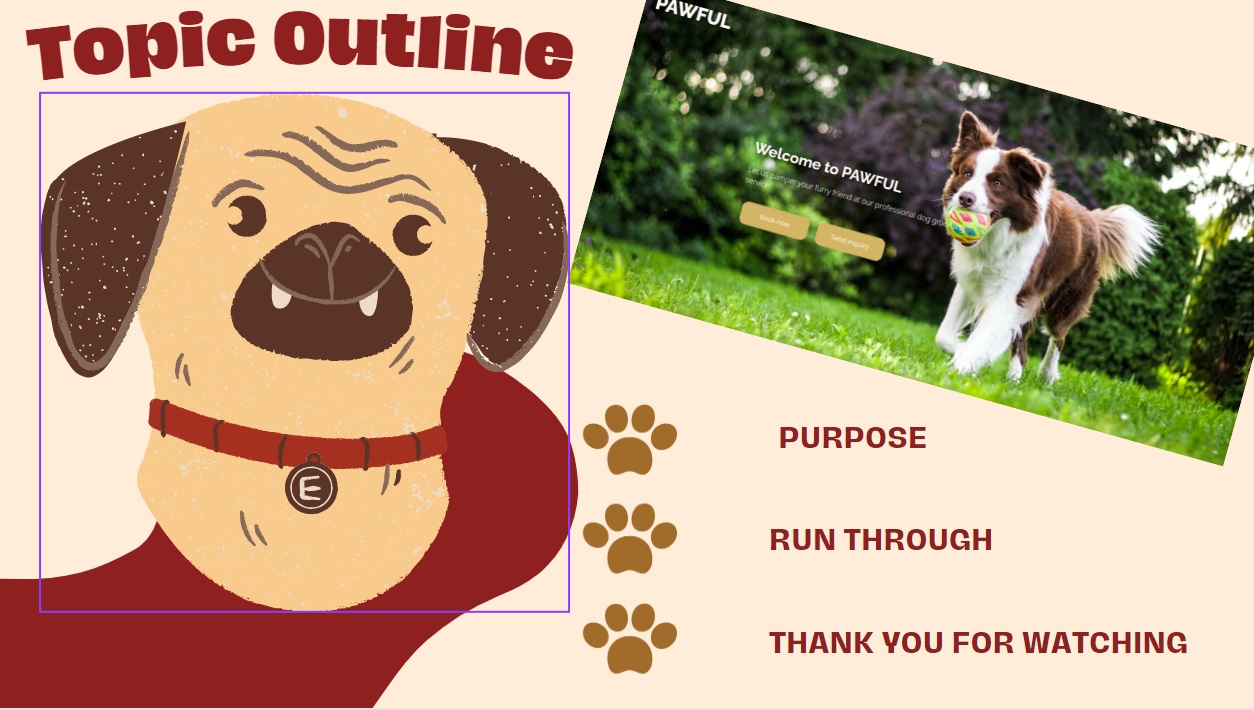 Topic Outline
PAWFUL
Welcome to PAWFUL
Let us pamper your furry friend at our professional dog
service
Book now
Send Inquiry
E
PURPOSE
RUN THROUGH
THANK YOU FOR WATCHING